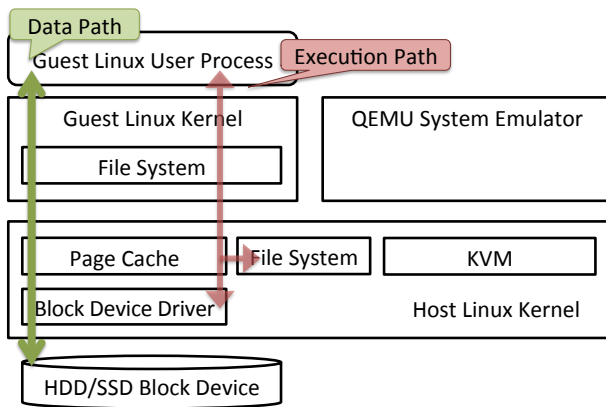 Data Path
Guest Linux User Process
Execution Path
Guest Linux Kernel
QEMU System Emulator
File System
Page Cache
File System
KVM
Block Device Driver
Host Linux Kernel
HDD/SSD Block Device